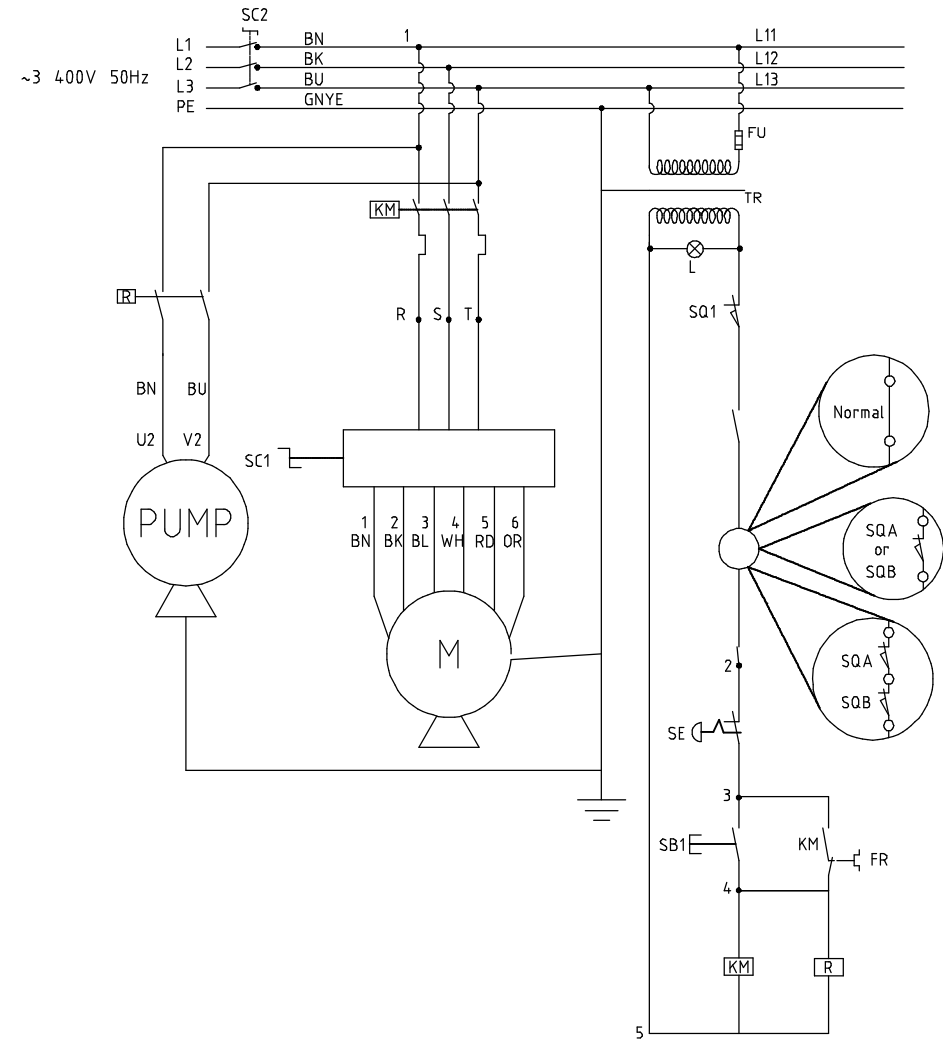 SC2
L1 BN 1 L11
L2 BK L12
~3 400V 50Hz
L3 BU L13
PE GNYE
FU
TR
KM
L
R
SQ1
R S T
BN BU
Normal
U2 V2
SC1
PUMP
1 2 3 4 5 6
BN BK BL WH RD OR
SQA
or
SQB
M
2
SQA
SQB
SE
3
SB1 KM FR
4
KM R
5